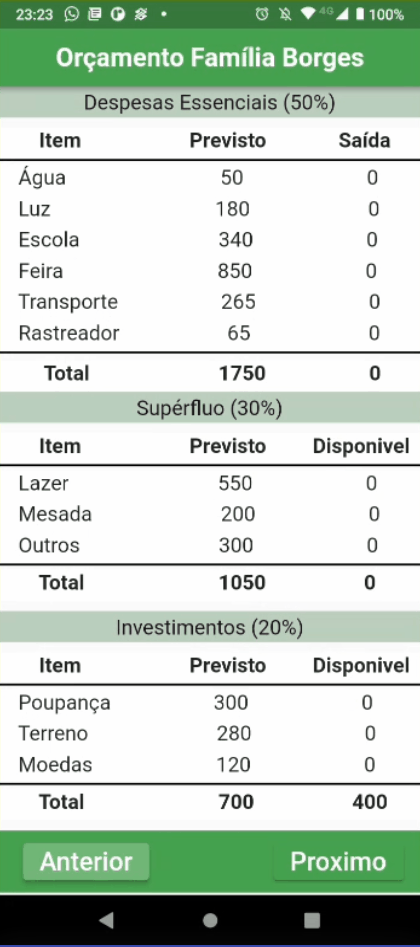 23:23 4G 100%
Orçamento Família Borges
Despesas Essenciais (50%)
Item Previsto Saída
Água 50 0
Luz 180 0
Escola 340 0
Feira 850 0
Transporte 265 0
Rastreador 65 0
Total 1750 0
Supérfluo (30%)
Item Previsto Disponivel
Lazer 550 0
Mesada 200 0
Outros 300 0
Total 1050 0
Investimentos (20%)
Item Previsto Disponivel
Poupança 300 0
Terreno 280 0
Moedas 120 0
Total 700 400
Anterior Proximo